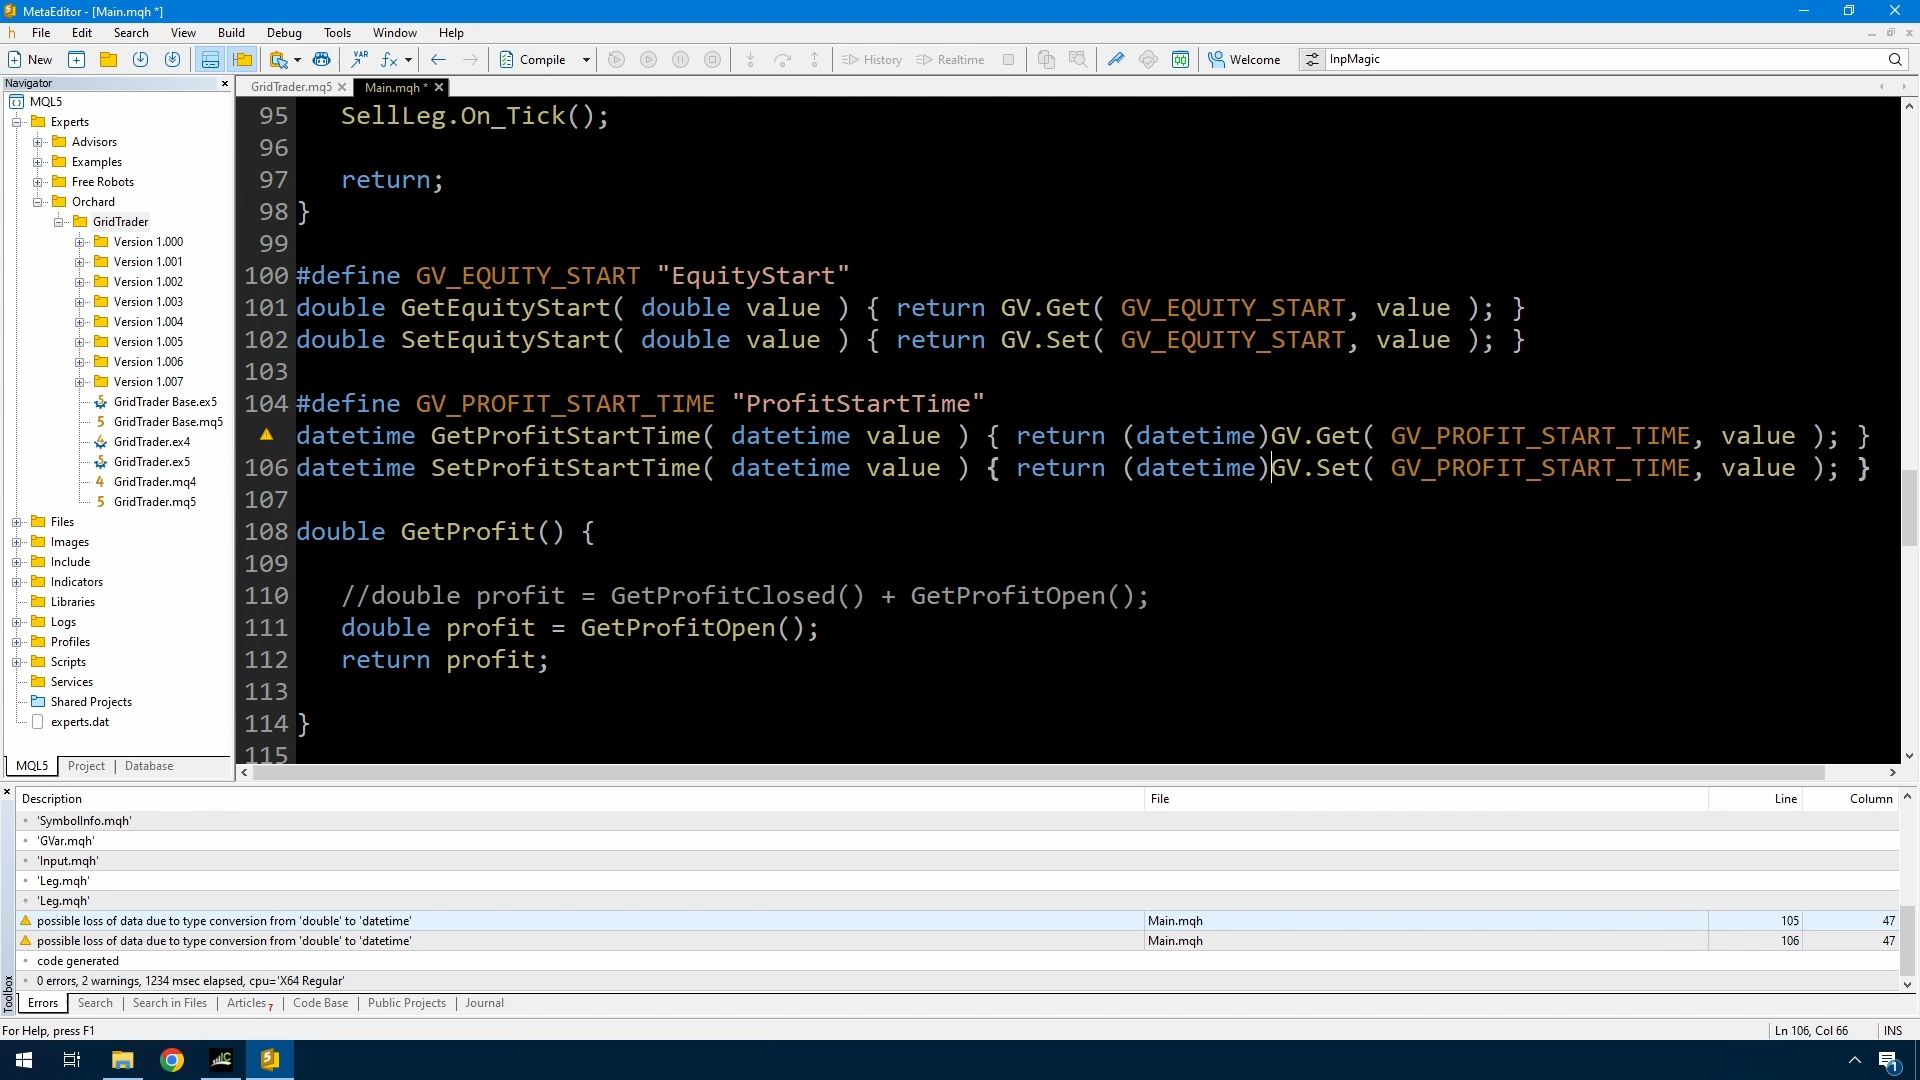 MetaEditor - [Main.mqh *]
File Edit Search View Build Debug Tools Window Help
New VAR fx Compile History Realtime Welcome InpMagic
Navigator
GridTrader.mq5 Main.mqh *
MQL5
Experts
Advisors
Examples
Free Robots
Orchard
GridTrader
Version 1.000
Version 1.001
Version 1.002
Version 1.003
Version 1.004
Version 1.005
Version 1.006
Version 1.007
GridTrader Base.ex5
GridTrader Base.mq5
GridTrader.ex4
GridTrader.ex5
GridTrader.mq4
GridTrader.mq5
Files
Images
Include
Indicators
Libraries
Logs
Profiles
Scripts
Services
Shared Projects
experts.dat
MQL5 Project Database
95 SellLeg.On_Tick();
96
97 return;
98 }
99
100 #define GV_EQUITY_START "EquityStart"
101 double GetEquityStart( double value ) { return GV.Get( GV_EQUITY_START, value ); }
102 double SetEquityStart( double value ) { return GV.Set( GV_EQUITY_START, value ); }
103
104 #define GV_PROFIT_START_TIME "ProfitStartTime"
datetime GetProfitStartTime( datetime value ) { return (datetime)GV.Get( GV_PROFIT_START_TIME, value ); }
106 datetime SetProfitStartTime( datetime value ) { return (datetime)GV.Set( GV_PROFIT_START_TIME, value ); }
107
108 double GetProfit() {
109
110 //double profit = GetProfitClosed() + GetProfitOpen();
111 double profit = GetProfitOpen();
112 return profit;
113
114 }
115
Description File Line Column
'SymbolInfo.mqh'
'GVar.mqh'
'Input.mqh'
'Leg.mqh'
'Leg.mqh'
possible loss of data due to type conversion from 'double' to 'datetime' Main.mqh 105 47
possible loss of data due to type conversion from 'double' to 'datetime' Main.mqh 106 47
code generated
0 errors, 2 warnings, 1234 msec elapsed, cpu='X64 Regular'
Toolbox
Errors Search Search in Files Articles 7 Code Base Public Projects Journal
For Help, press F1 Ln 106, Col 66 INS
1